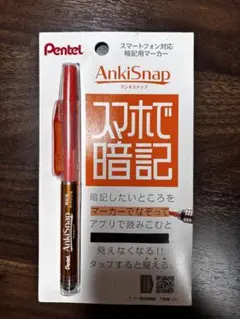 Pentel
スマートフォン対応
暗記用マーカー
AnkiSnap
アンキスナップ
スマホで
暗記
暗記したいところを
マーカーでなぞって
アプリで読みこむと
見えなくなる!!
タップすると見える!
Pentel AnkiSnap